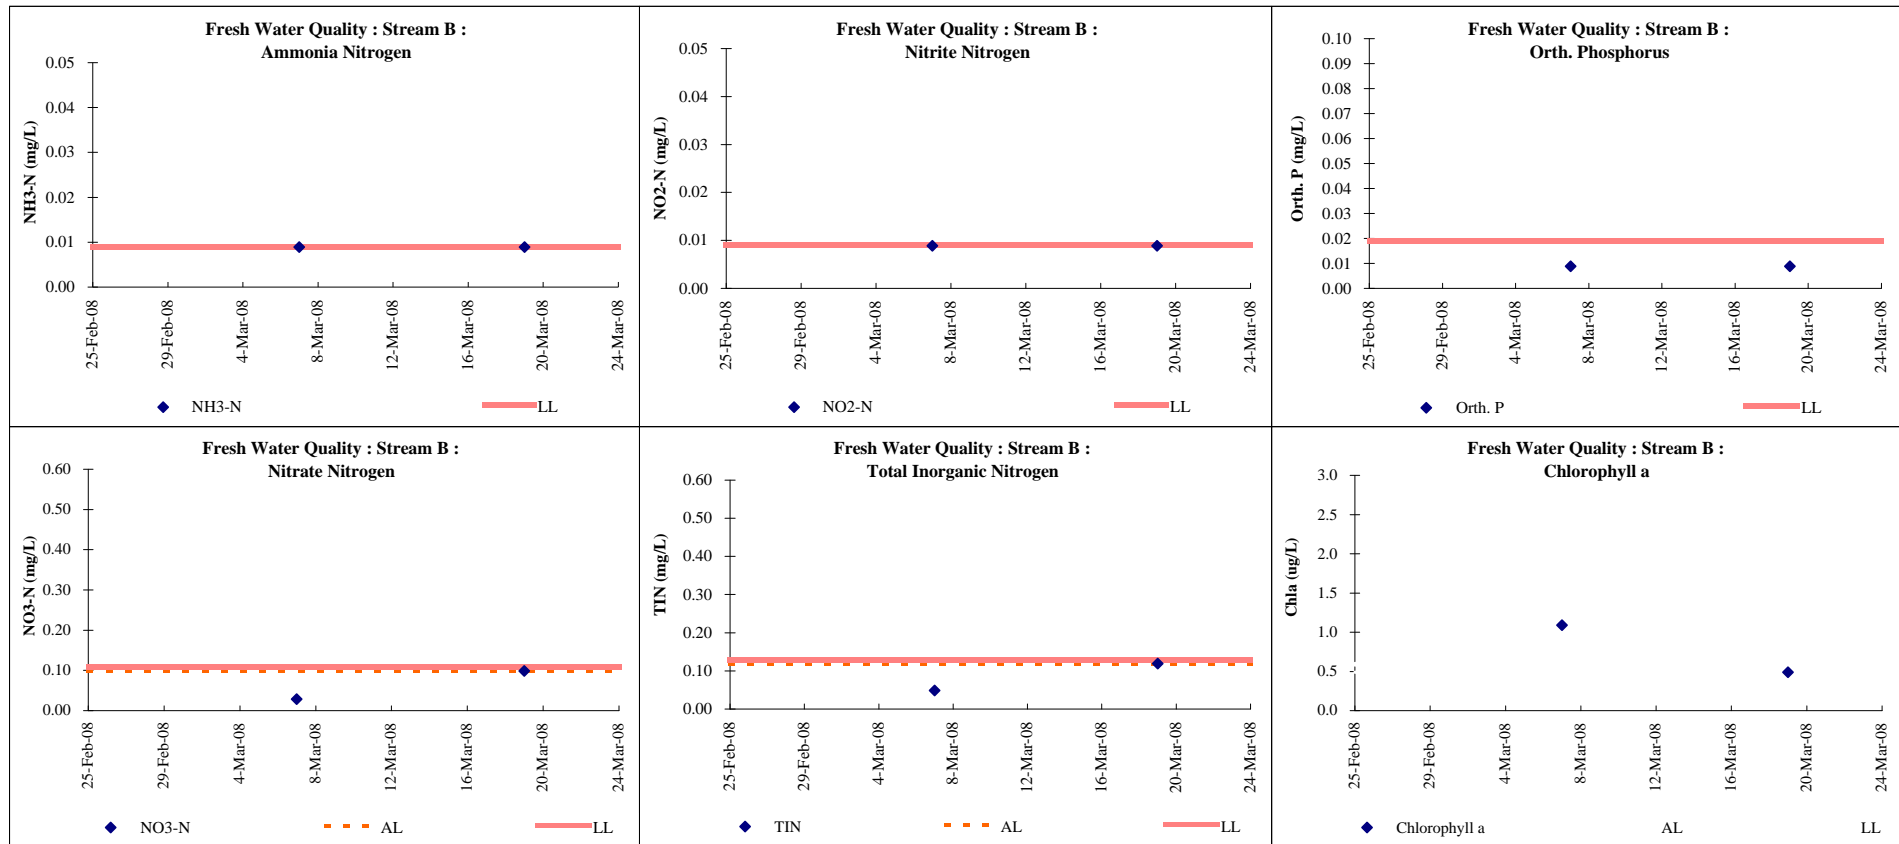 Fresh Water Quality : Stream B :
Ammonia Nitrogen
NH3-N (mg/L)
0.05
0.04
0.03
0.02
0.01
0.00
25-Feb-08
29-Feb-08
4-Mar-08
8-Mar-08
12-Mar-08
16-Mar-08
20-Mar-08
24-Mar-08
NH3-N
LL
Fresh Water Quality : Stream B :
Nitrite Nitrogen
NO2-N (mg/L)
0.05
0.04
0.03
0.02
0.01
0.00
25-Feb-08
29-Feb-08
4-Mar-08
8-Mar-08
12-Mar-08
16-Mar-08
20-Mar-08
24-Mar-08
NO2-N
LL
Fresh Water Quality : Stream B :
Orth. Phosphorus
Orth. P (mg/L)
0.10
0.09
0.08
0.07
0.06
0.05
0.04
0.03
0.02
0.01
0.00
25-Feb-08
29-Feb-08
4-Mar-08
8-Mar-08
12-Mar-08
16-Mar-08
20-Mar-08
24-Mar-08
Orth. P
LL
Fresh Water Quality : Stream B :
Nitrate Nitrogen
NO3-N (mg/L)
0.60
0.50
0.40
0.30
0.20
0.10
0.00
25-Feb-08
29-Feb-08
4-Mar-08
8-Mar-08
12-Mar-08
16-Mar-08
20-Mar-08
24-Mar-08
NO3-N
AL
LL
Fresh Water Quality : Stream B :
Total Inorganic Nitrogen
TIN (mg/L)
0.60
0.50
0.40
0.30
0.20
0.10
0.00
25-Feb-08
29-Feb-08
4-Mar-08
8-Mar-08
12-Mar-08
16-Mar-08
20-Mar-08
24-Mar-08
TIN
AL
LL
Fresh Water Quality : Stream B :
Chlorophyll a
Chla (ug/L)
3.0
2.5
2.0
1.5
1.0
0.5
0.0
25-Feb-08
29-Feb-08
4-Mar-08
8-Mar-08
12-Mar-08
16-Mar-08
20-Mar-08
24-Mar-08
Chlorophyll a
AL
LL